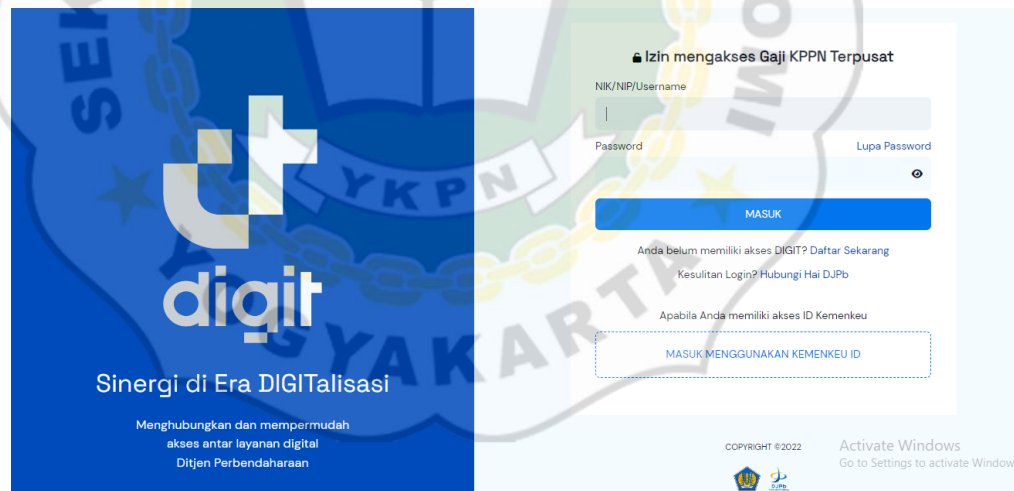 digit
Sinergi di Era DIGITalisasi
Menghubungkan dan mempermudah
akses antar layanan digital
Ditjen Perbendaharaan
Izin mengakses Gaji KPPN Terpusat
NIK/NIP/Username
Password Lupa Password
MASUK
Anda belum memiliki akses DIGIT? Daftar Sekarang
Kesulitan Login? Hubungi Hai DJPb
Apabila Anda memiliki akses ID Kemenkeu
MASUK MENGGUNAKAN KEMENKEU ID
COPYRIGHT ©2022
DJPb
Activate Windows
Go to Settings to activate Window
YKPN
YOGYAKARTA